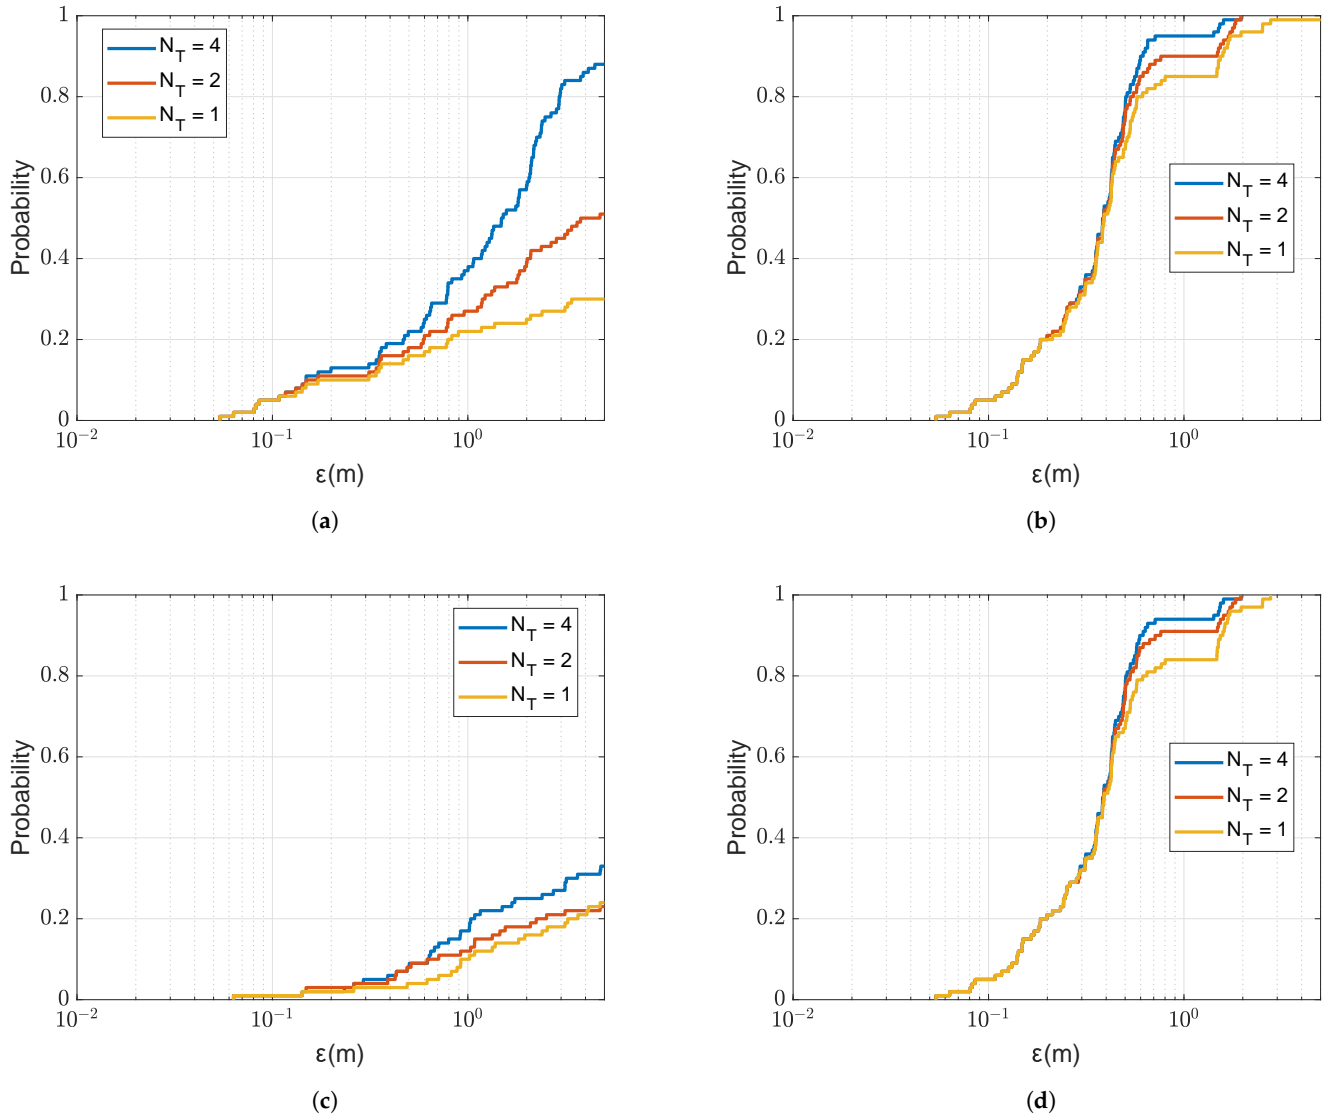 1
0.8
0.6
0.4
0.2
0
10⁻²
10⁻¹
10⁰
Probability
ε(m)
N_T = 4
N_T = 2
N_T = 1
(a)
1
0.8
0.6
0.4
0.2
0
10⁻²
10⁻¹
10⁰
Probability
ε(m)
N_T = 4
N_T = 2
N_T = 1
(b)
1
0.8
0.6
0.4
0.2
0
10⁻²
10⁻¹
10⁰
Probability
ε(m)
N_T = 4
N_T = 2
N_T = 1
(c)
1
0.8
0.6
0.4
0.2
0
10⁻²
10⁻¹
10⁰
Probability
ε(m)
N_T = 4
N_T = 2
N_T = 1
(d)